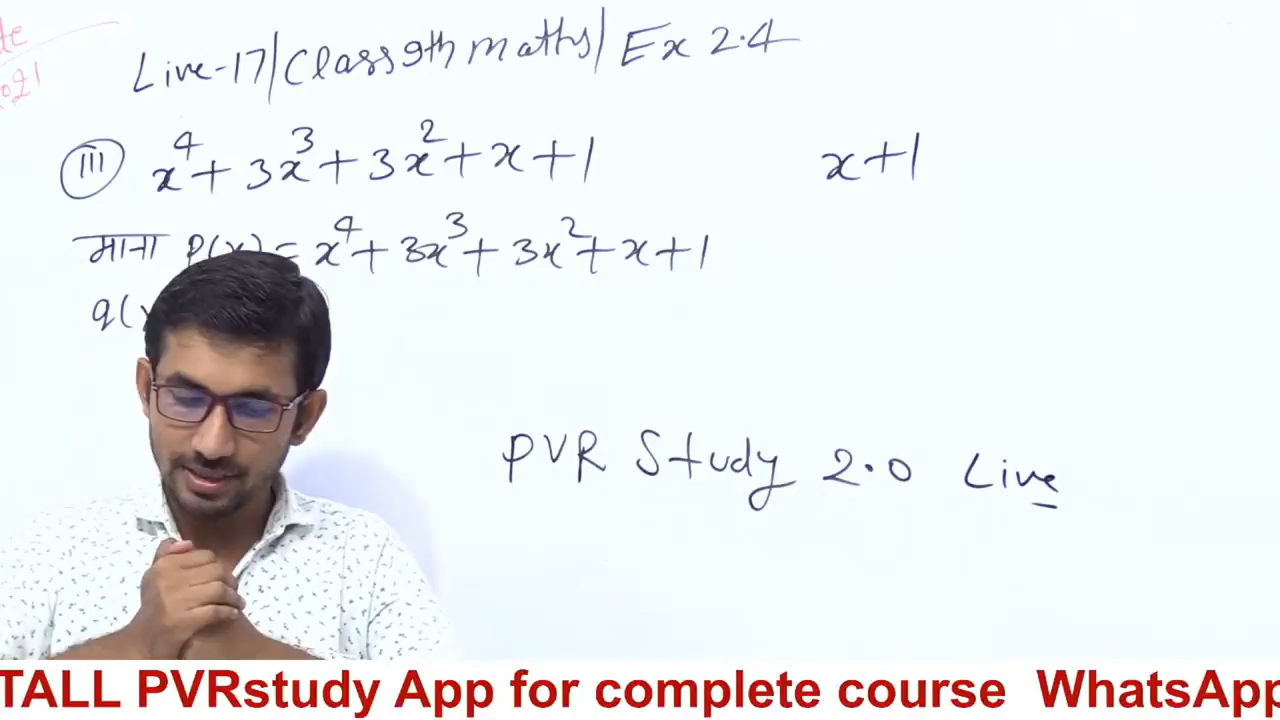 Live-17/Class 9th maths/ Ex 2.4
III x⁴ + 3x³ + 3x² + x + 1 x+1
माना p(x) = x⁴ + 3x³ + 3x² + x + 1
q(x
PVR Study 2.0 Live
TALL PVRstudy App for complete course WhatsApp